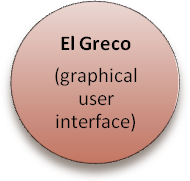 El Greco
(graphical
user
interface)